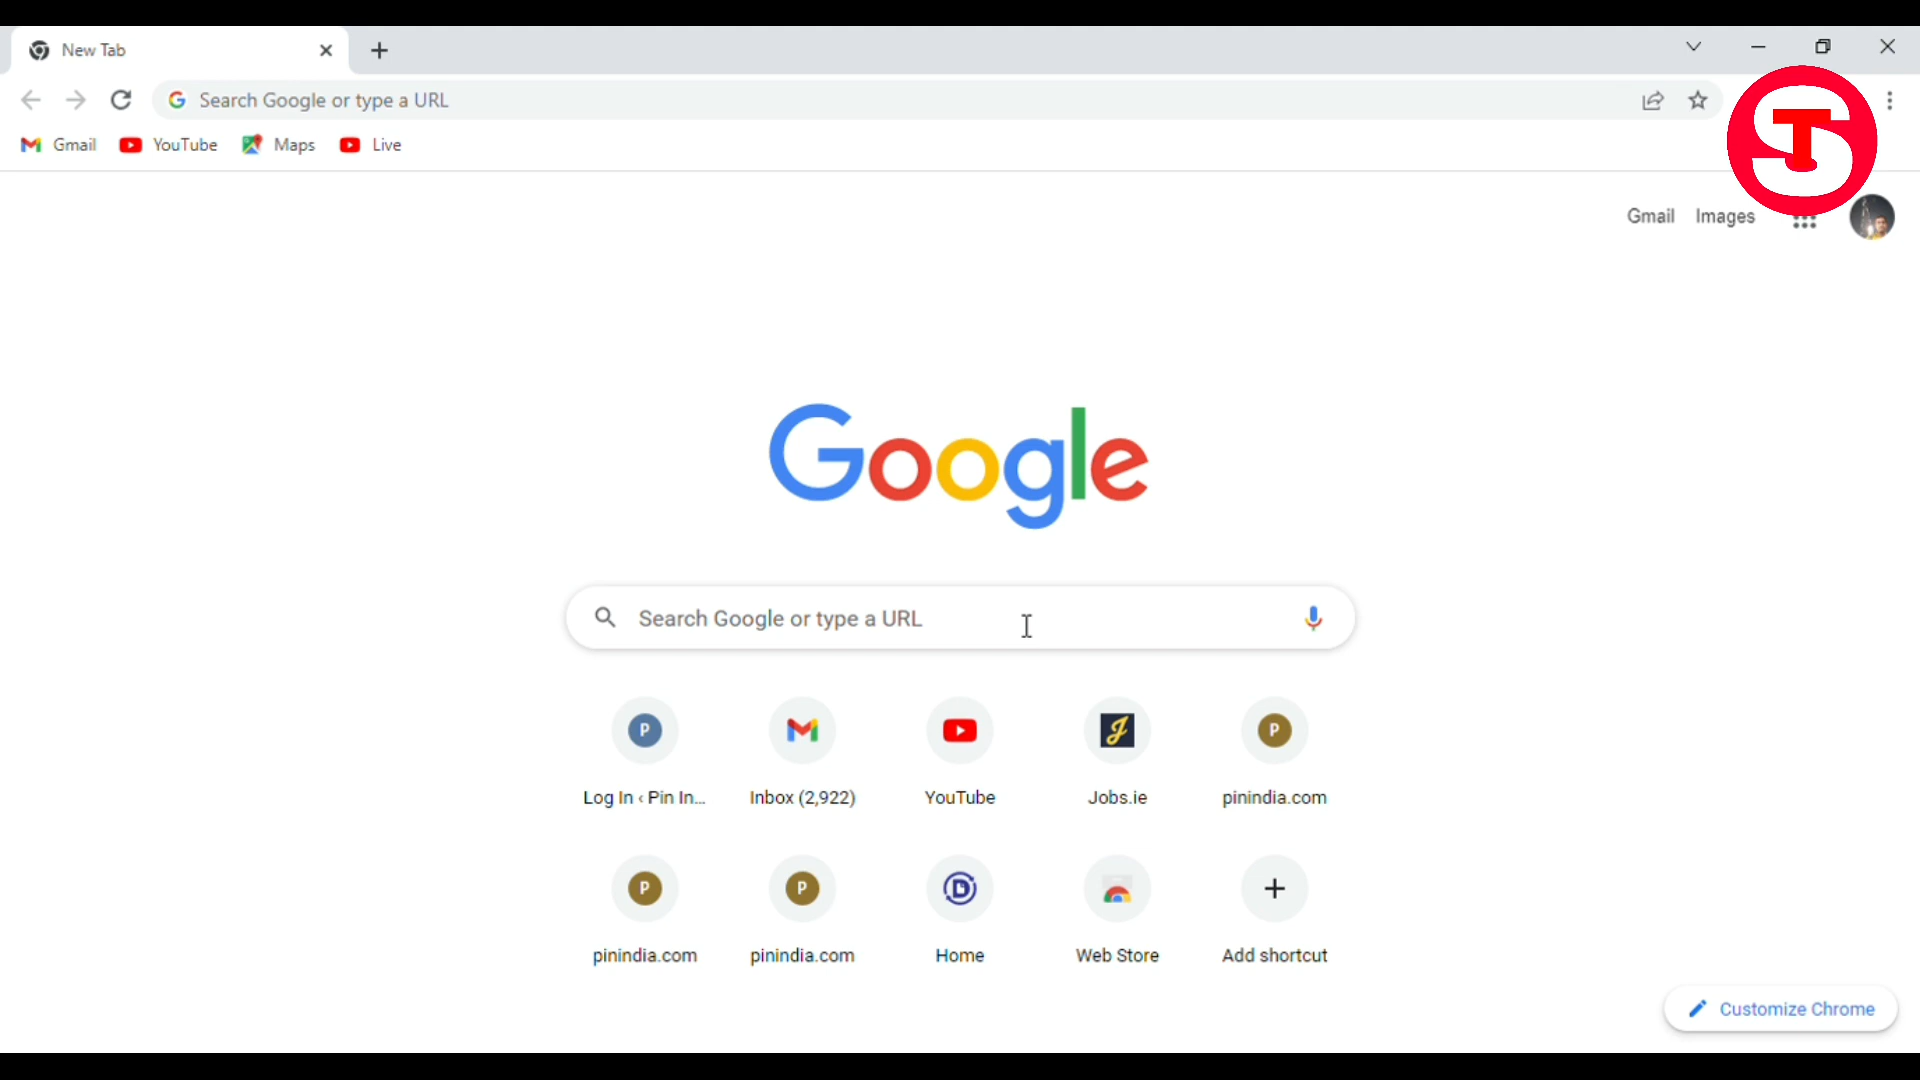 New Tab
Search Google or type a URL
Gmail YouTube Maps Live
Gmail Images
Google
Search Google or type a URL
P P
Log In ‹ Pin In... Inbox (2,922) YouTube Jobs.ie pinindia.com
P P
pinindia.com pinindia.com Home Web Store Add shortcut
Customize Chrome